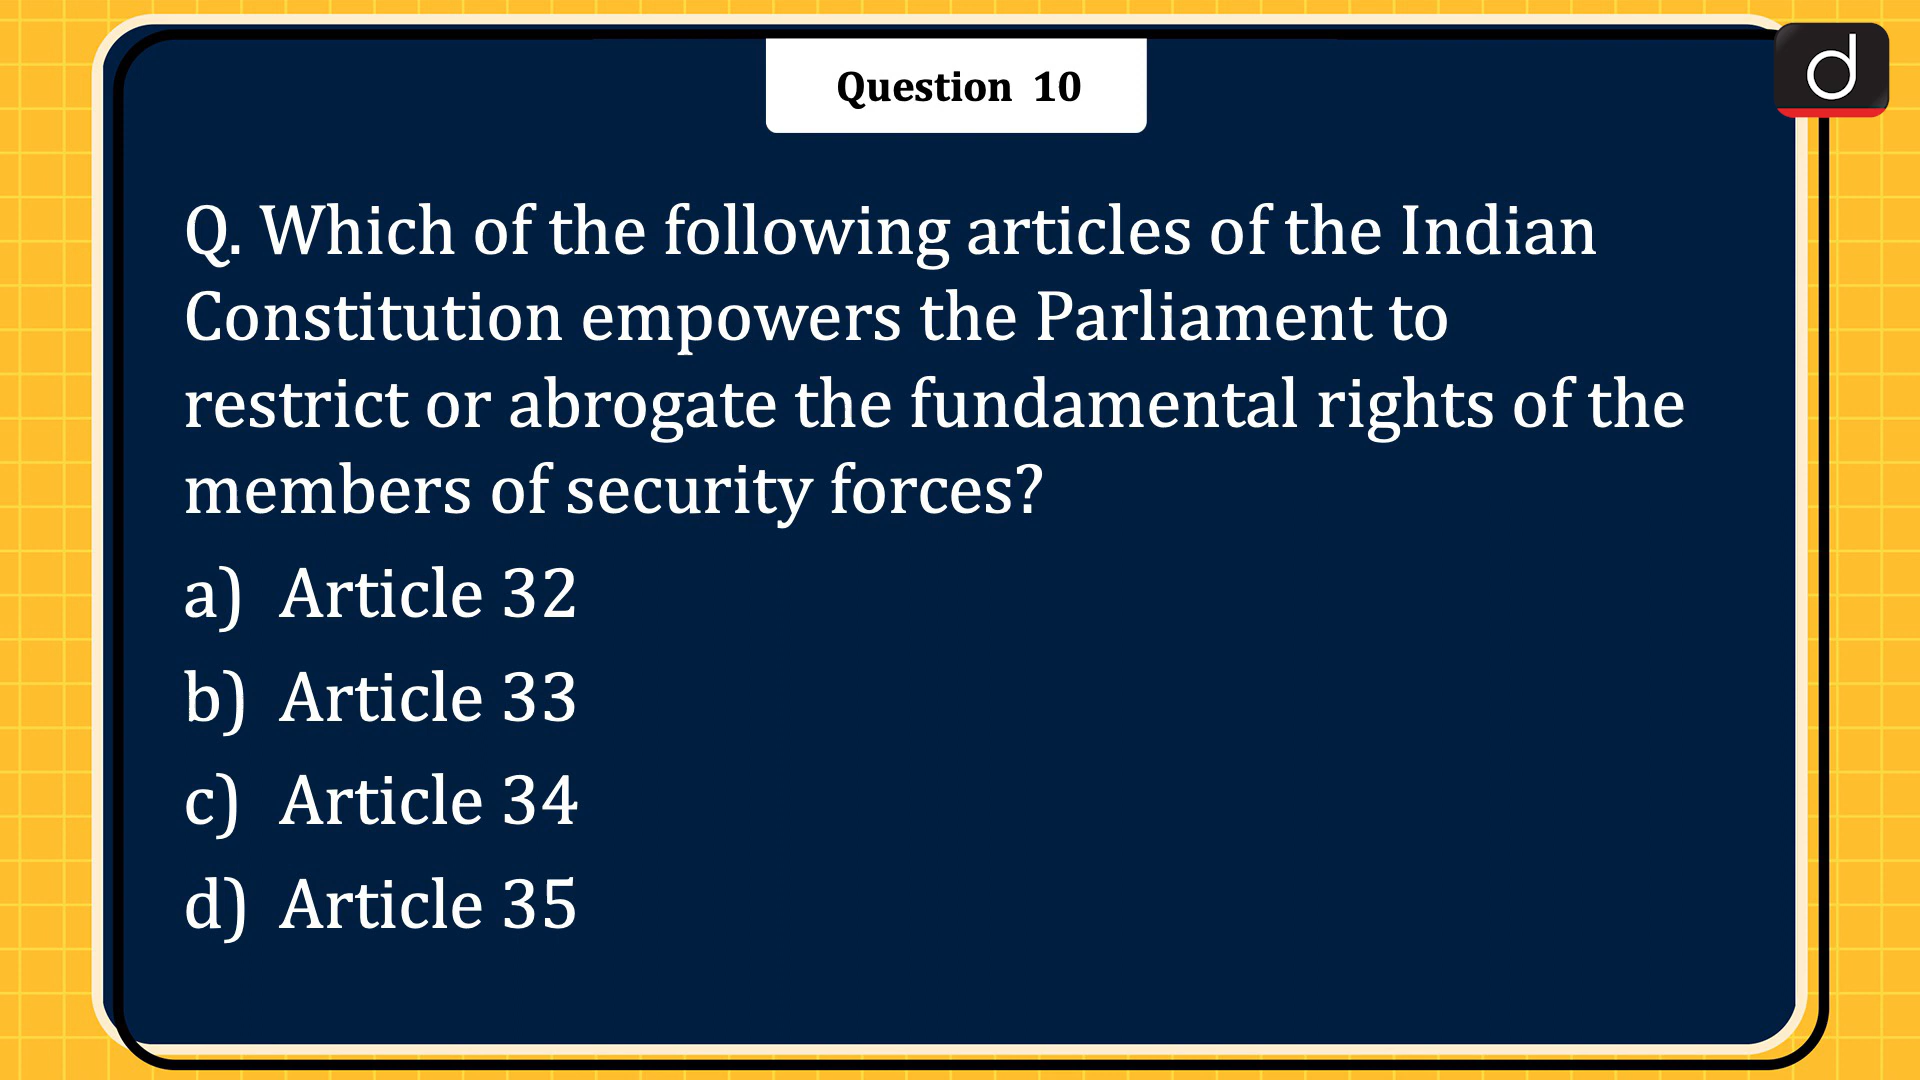 Question 10
d
Q. Which of the following articles of the Indian
Constitution empowers the Parliament to
restrict or abrogate the fundamental rights of the
members of security forces?
a) Article 32
b) Article 33
c) Article 34
d) Article 35